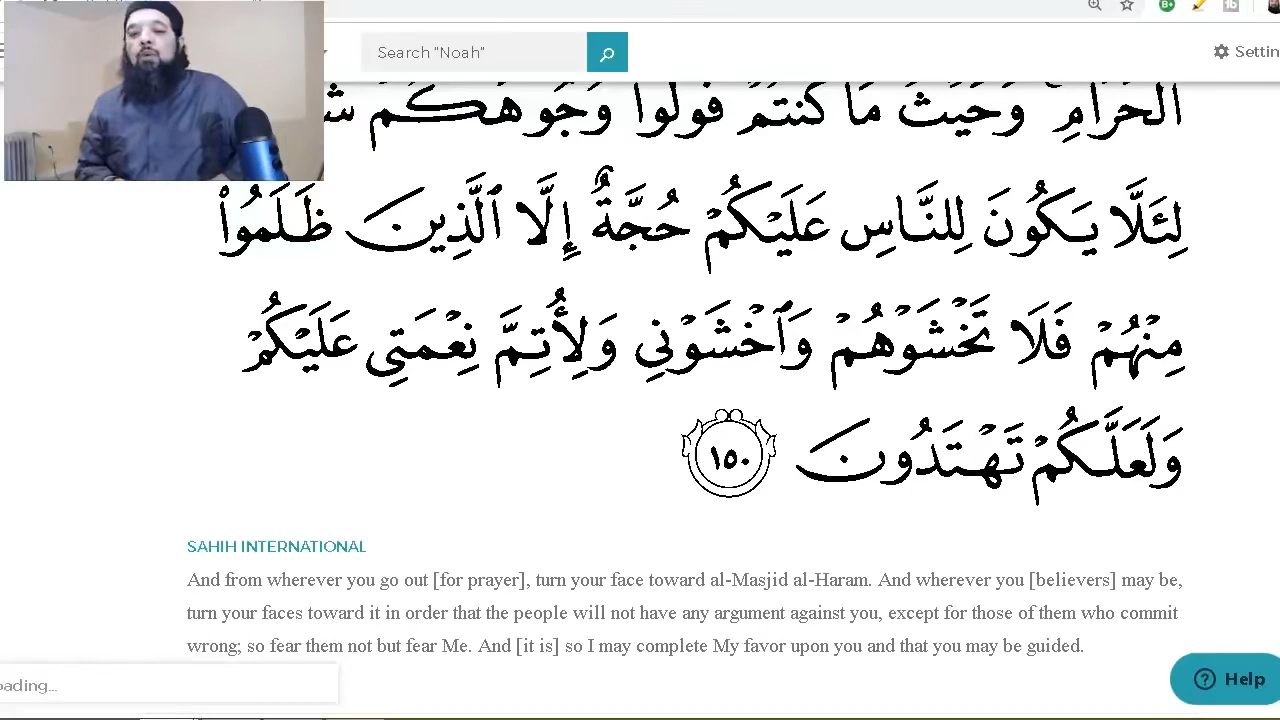 Search "Noah"
Settin
ٱلۡحَرَامِۚ وَحَيۡثُ مَا كُنتُمۡ فَوَلُّواْ وُجُوهَكُمۡ
لِئَلَّا يَكُونَ لِلنَّاسِ عَلَيۡكُمۡ حُجَّةٌ إِلَّا ٱلَّذِينَ ظَلَمُواْ
مِنۡهُمۡ فَلَا تَخۡشَوۡهُمۡ وَٱخۡشَوۡنِي وَلِأُتِمَّ نِعۡمَتِي عَلَيۡكُمۡ
وَلَعَلَّكُمۡ تَهۡتَدُونَ ١٥٠
SAHIH INTERNATIONAL
And from wherever you go out [for prayer], turn your face toward al-Masjid al-Haram. And wherever you [believers] may be,
turn your faces toward it in order that the people will not have any argument against you, except for those of them who commit
wrong; so fear them not but fear Me. And [it is] so I may complete My favor upon you and that you may be guided.
oading...
Help